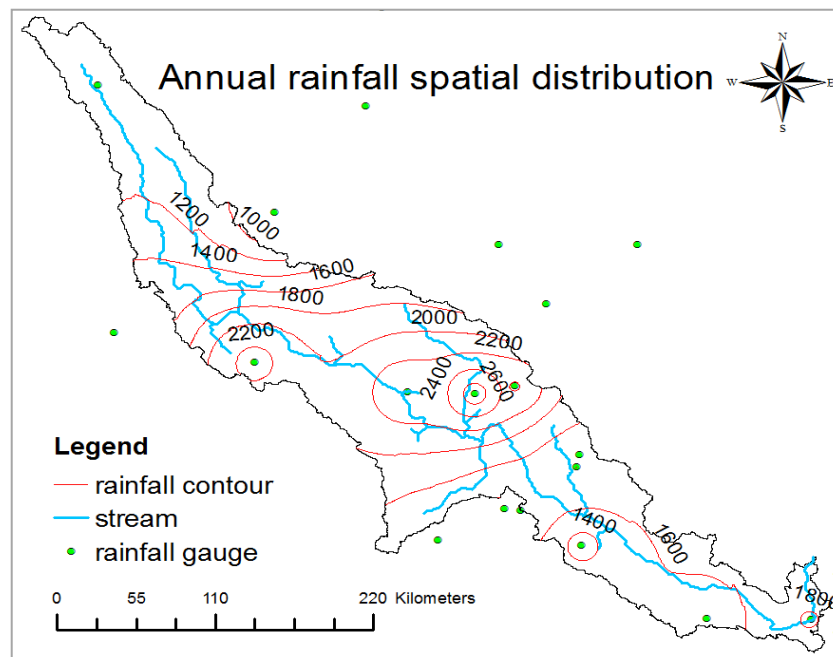 Annual rainfall spatial distribution
N
W
E
S
1200
1000
1400
1600
1800
2000
2200
2200
2400
2600
Legend
rainfall contour
stream
rainfall gauge
1400
1600
1800
0 55 110 220 Kilometers